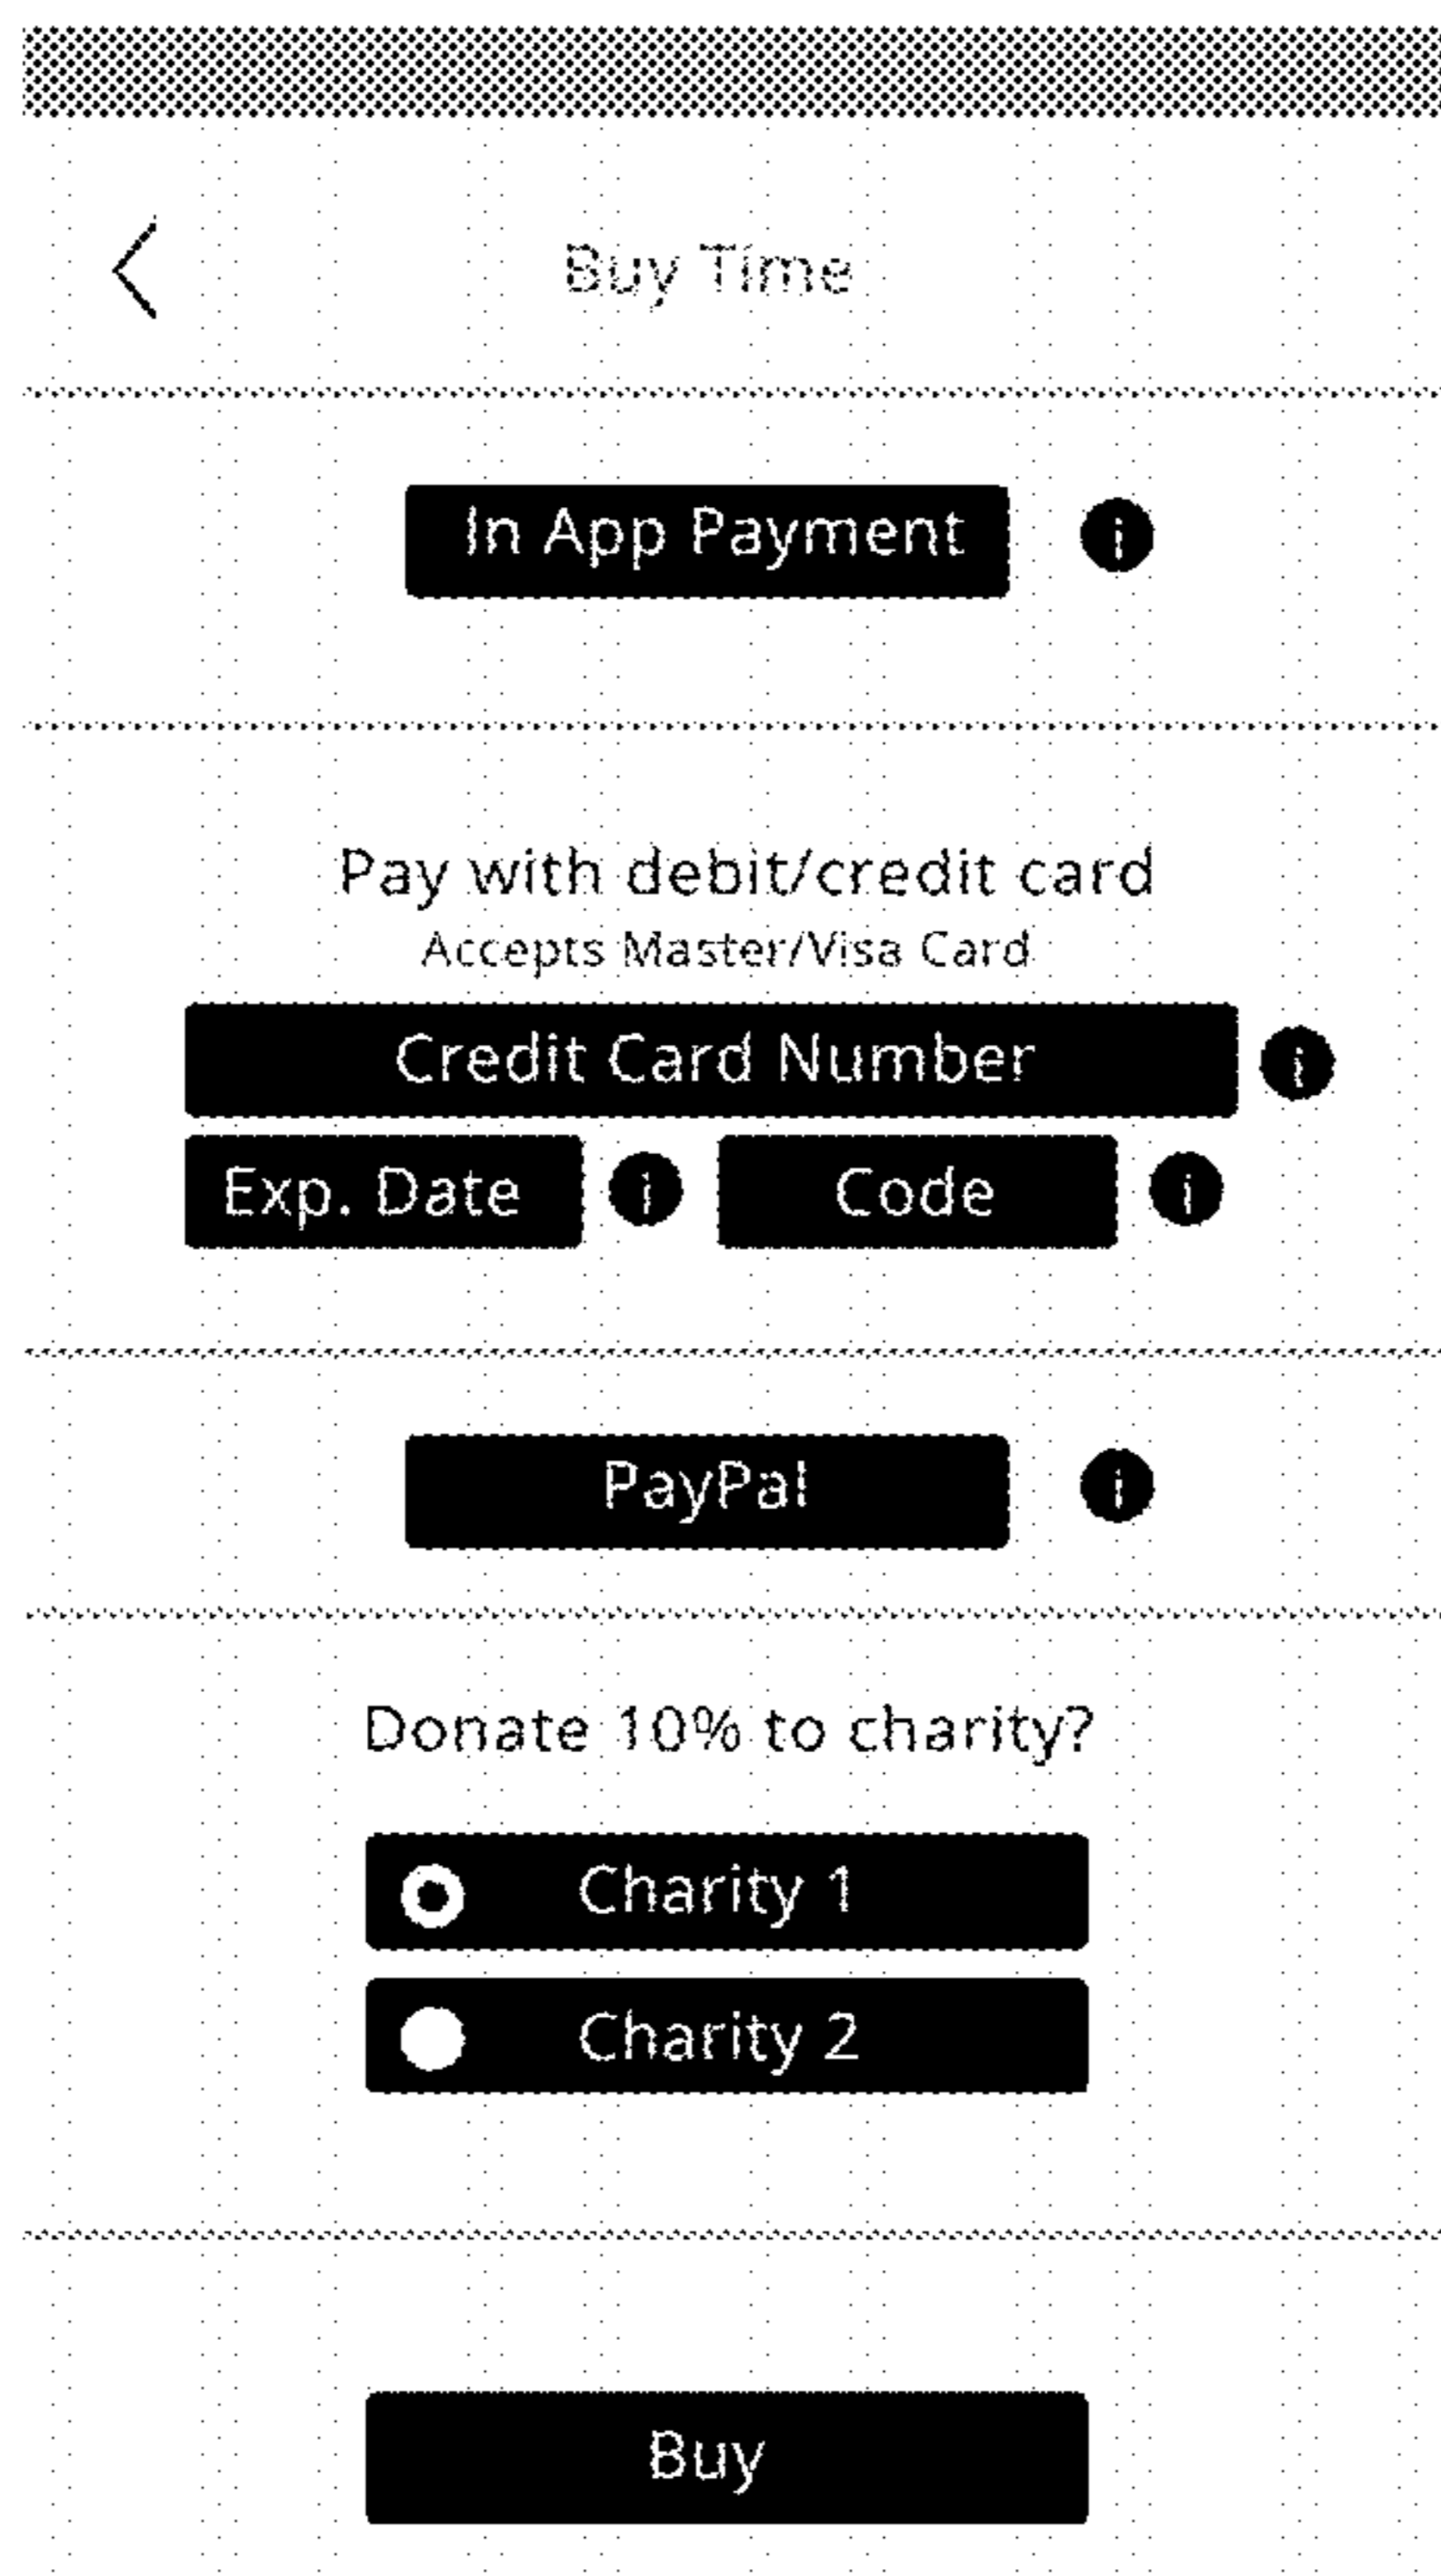 Buy Time
In App Payment i
Pay with debit/credit card
Accepts Master/Visa Card
Credit Card Number i
Exp. Date i Code i
PayPal i
Donate 10% to charity?
Charity 1
Charity 2
Buy